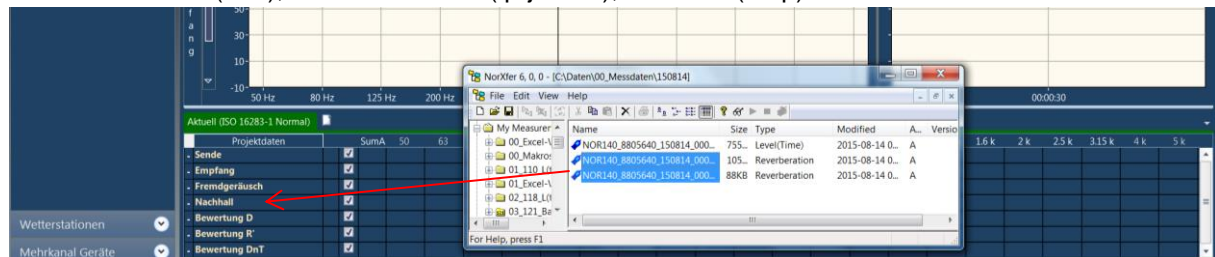 f
a
n
g
50
30
10
-10
50 Hz 80 Hz 125 Hz 200 Hz
00:00:30
NorXfer 6, 0, 0 - [C:\Daten\00_Messdaten\150814]
File Edit View Help
My Measurer
00_Excel-V
00_Makros
01_110_L(t
01_Excel-V
02_118_L(t
03_121_Ba
Name Size Type Modified A... Versio
NOR140_8805640_150814_000... 755... Level(Time) 2015-08-14 0... A
NOR140_8805640_150814_000... 105... Reverberation 2015-08-14 0... A
NOR140_8805640_150814_000... 88KB Reverberation 2015-08-14 0... A
For Help, press F1
Aktuell (ISO 16283-1 Normal)
Projektdaten SumA 50 63 1.6 k 2 k 2.5 k 3.15 k 4 k 5 k
Sende
Empfang
Fremdgeräusch
Nachhall
Bewertung D
Bewertung R'
Bewertung DnT
Wetterstationen
Mehrkanal Geräte